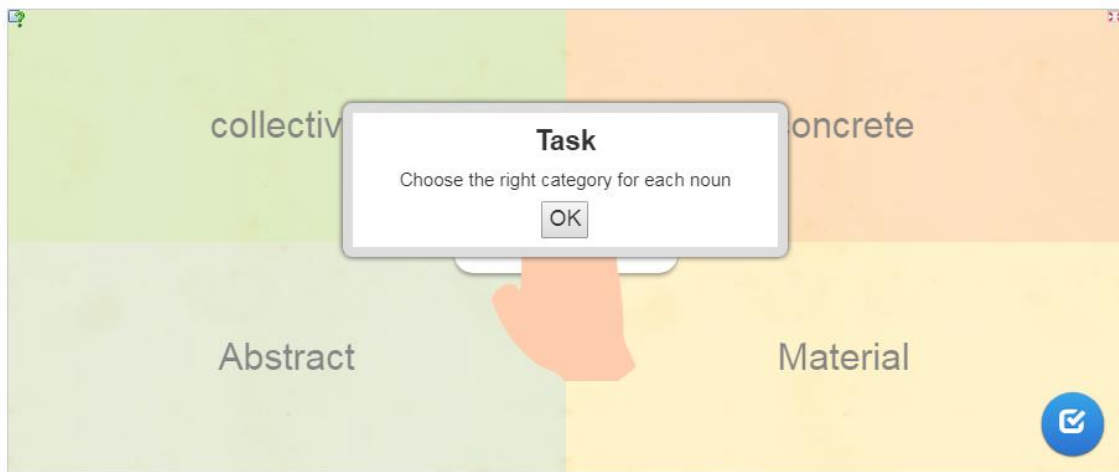 collectiv
oncrete
Task
Choose the right category for each noun
OK
Abstract
Material